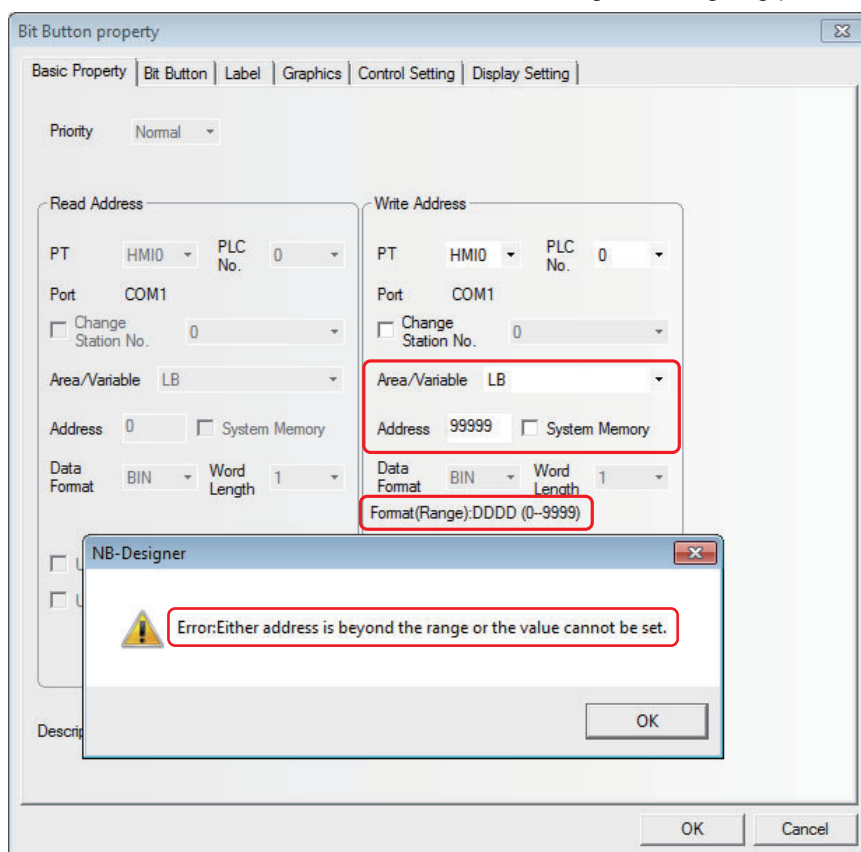 Bit Button property
Basic Property Bit Button Label Graphics Control Setting Display Setting
Priority Normal
Read Address
PT HMI0 PLC No. 0
Port COM1
Change Station No. 0
Area/Variable LB
Address 0 System Memory
Data Format BIN Word Length 1
Write Address
PT HMI0 PLC No. 0
Port COM1
Change Station No. 0
Area/Variable LB
Address 99999 System Memory
Data Format BIN Word Length 1
Format(Range):DDDD (0--9999)
NB-Designer
Error:Either address is beyond the range or the value cannot be set.
OK
OK Cancel